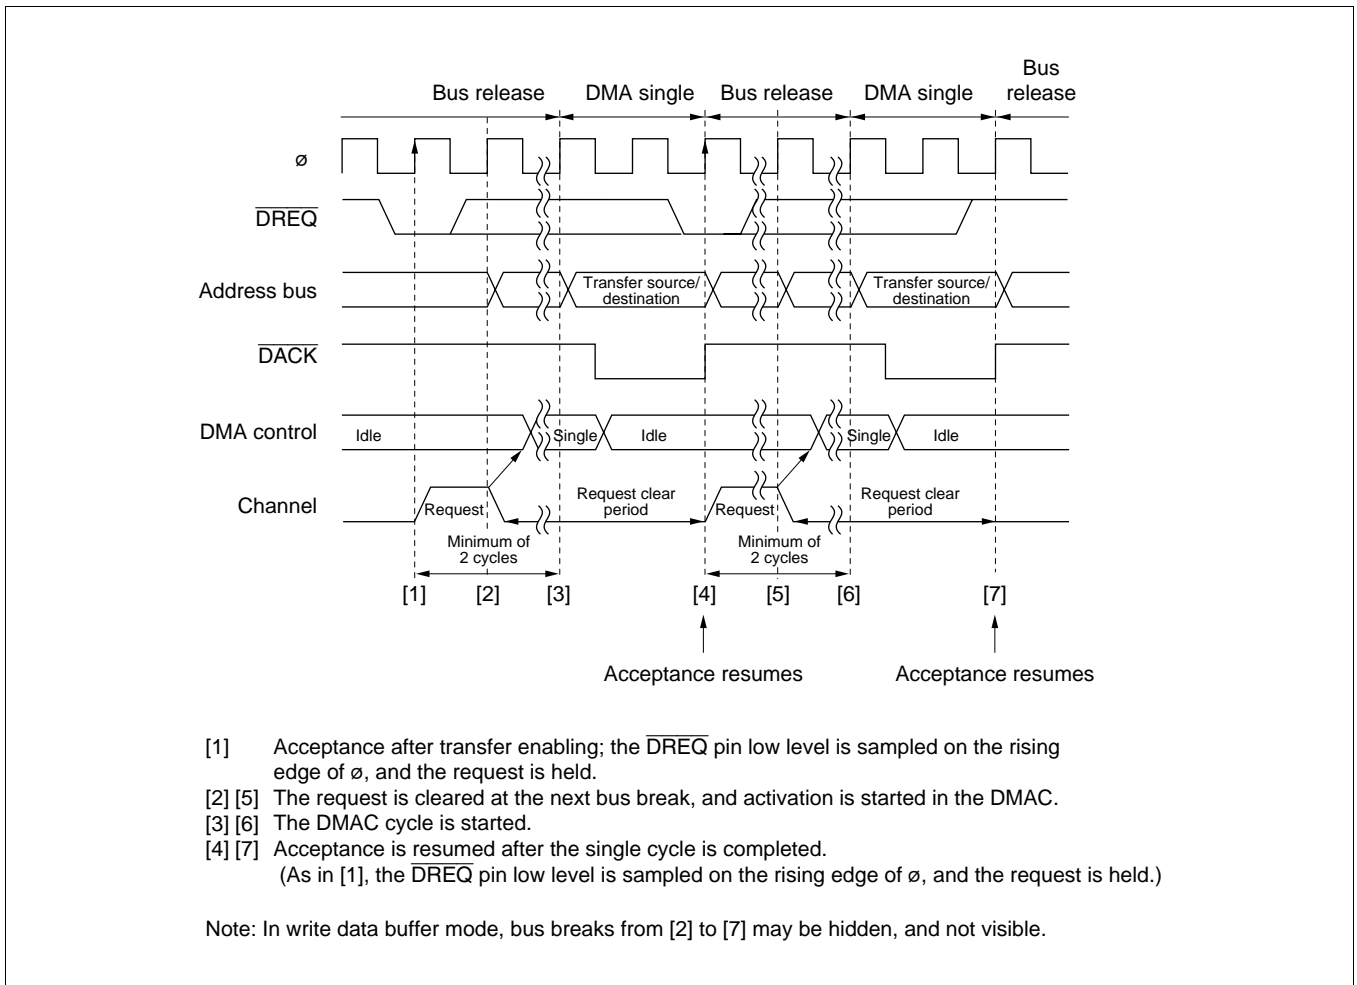 Bus
Bus release DMA single Bus release DMA single release
ø
DREQ
Address bus Transfer source/ Transfer source/
destination destination
DACK
DMA control Idle Single Idle Single Idle
Channel Request Request clear Request Request clear
period period
Minimum of Minimum of
2 cycles 2 cycles
[1] [2] [3] [4] [5] [6] [7]
Acceptance resumes Acceptance resumes
[1] Acceptance after transfer enabling; the DREQ pin low level is sampled on the rising
edge of ø, and the request is held.
[2] [5] The request is cleared at the next bus break, and activation is started in the DMAC.
[3] [6] The DMAC cycle is started.
[4] [7] Acceptance is resumed after the single cycle is completed.
(As in [1], the DREQ pin low level is sampled on the rising edge of ø, and the request is held.)
Note: In write data buffer mode, bus breaks from [2] to [7] may be hidden, and not visible.